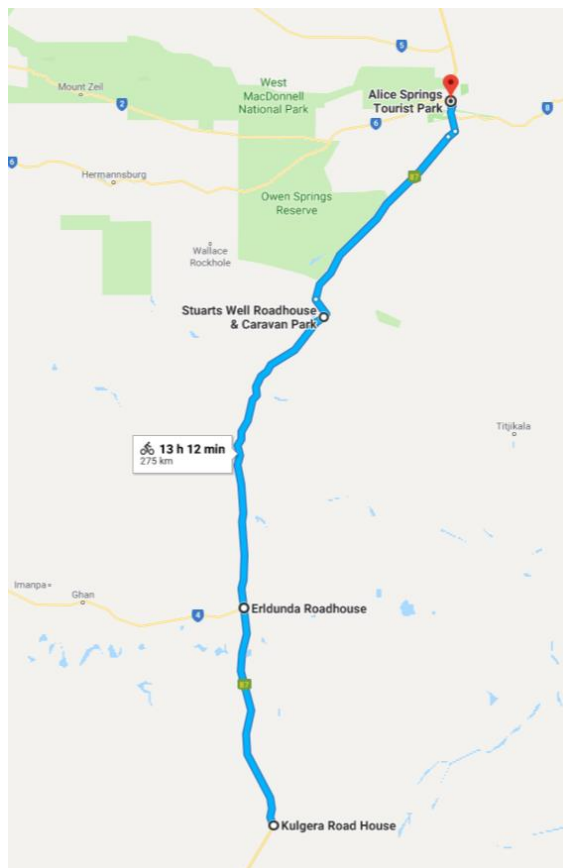 5
Mount Zeil
West
MacDonnell
National Park
Alice Springs
Tourist Park
2
6
8
6
Hermannsburg
87
Owen Springs
Reserve
Wallace
Rockhole
Stuarts Well Roadhouse
& Caravan Park
Titjikala
13 h 12 min
275 km
Imanpa
Ghan
4
Erldunda Roadhouse
87
Kulgera Road House